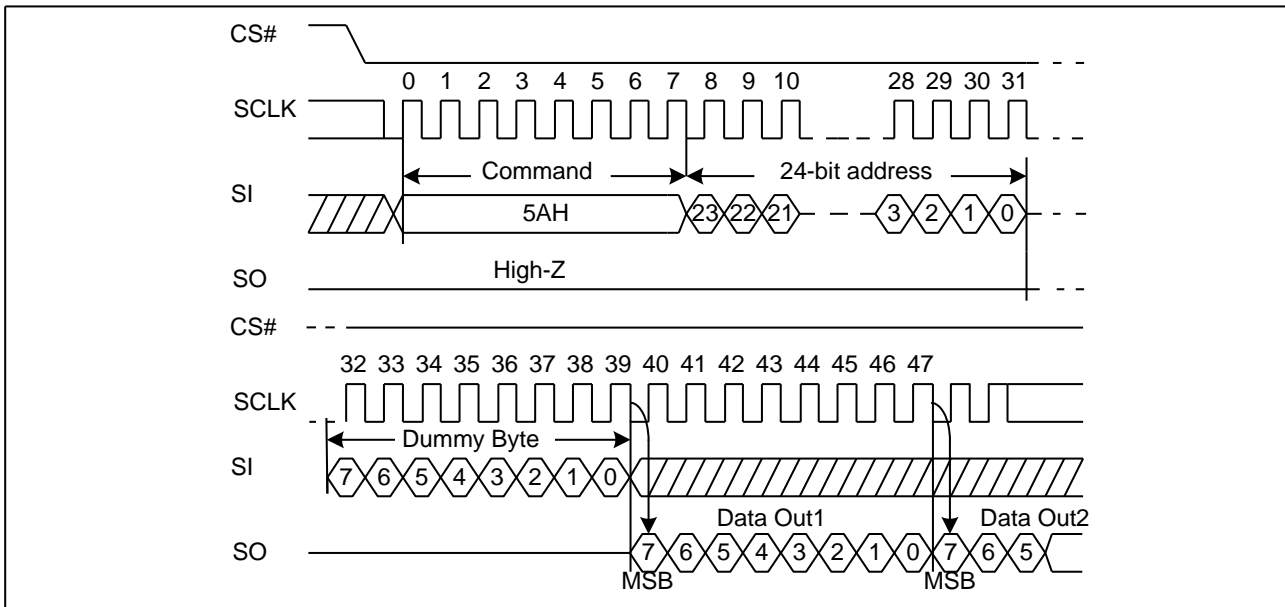 CS#
0 1 2 3 4 5 6 7 8 9 10 28 29 30 31
SCLK
Command 24-bit address
SI
5AH 23 22 21 3 2 1 0
High-Z
SO
CS#
32 33 34 35 36 37 38 39 40 41 42 43 44 45 46 47
SCLK
Dummy Byte
SI
7 6 5 4 3 2 1 0
Data Out1 Data Out2
SO
7 6 5 4 3 2 1 0 7 6 5
MSB MSB